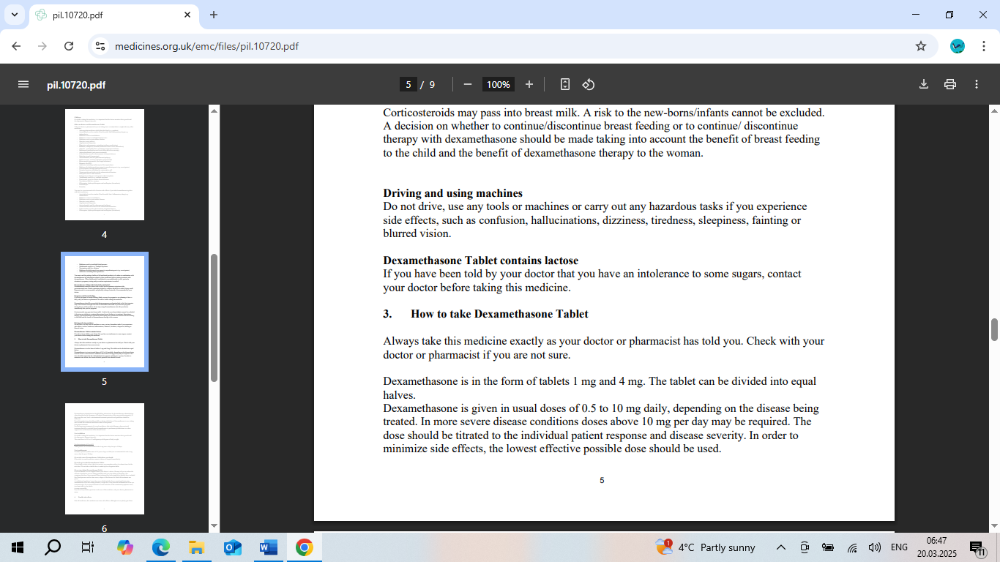 pil.10720.pdf
medicines.org.uk/emc/files/pil.10720.pdf
pil.10720.pdf
5 / 9
100%
4
5
6
Corticosteroids may pass into breast milk. A risk to the new-borns/infants cannot be excluded.
A decision on whether to continue/discontinue breast feeding or to continue/ discontinue
therapy with dexamethasone should be made taking into account the benefit of breast feeding
to the child and the benefit of dexamethasone therapy to the woman.
Driving and using machines
Do not drive, use any tools or machines or carry out any hazardous tasks if you experience
side effects, such as confusion, hallucinations, dizziness, tiredness, sleepiness, fainting or
blurred vision.
Dexamethasone Tablet contains lactose
If you have been told by your doctor that you have an intolerance to some sugars, contact
your doctor before taking this medicine.
3. How to take Dexamethasone Tablet
Always take this medicine exactly as your doctor or pharmacist has told you. Check with your
doctor or pharmacist if you are not sure.
Dexamethasone is in the form of tablets 1 mg and 4 mg. The tablet can be divided into equal
halves.
Dexamethasone is given in usual doses of 0.5 to 10 mg daily, depending on the disease being
treated. In more severe disease conditions doses above 10 mg per day may be required. The
dose should be titrated to the individual patient response and disease severity. In order to
minimize side effects, the lowest effective possible dose should be used.
5
1
4°C Partly sunny
ENG
06:47
20.03.2025
11